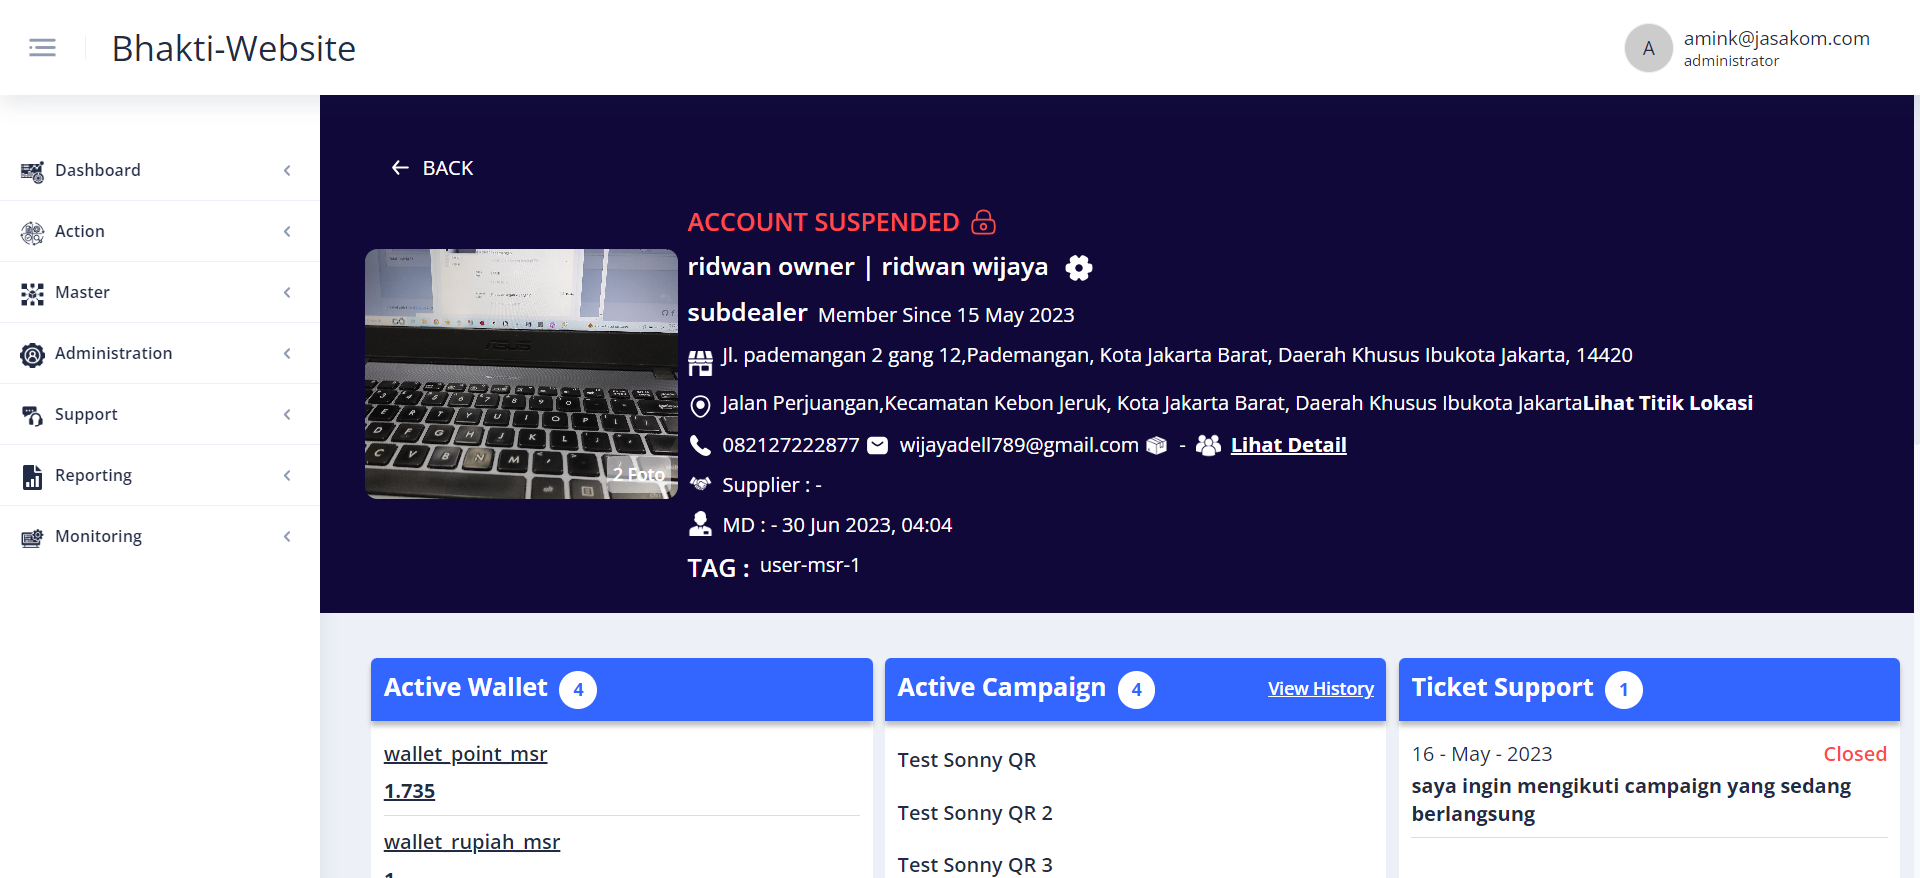 Bhakti-Website
A
amink@jasakom.com
administrator
Dashboard
Action
Master
Administration
Support
Reporting
Monitoring
BACK
ACCOUNT SUSPENDED
ridwan owner | ridwan wijaya
subdealer Member Since 15 May 2023
Jl. pademangan 2 gang 12,Pademangan, Kota Jakarta Barat, Daerah Khusus Ibukota Jakarta, 14420
Jalan Perjuangan,Kecamatan Kebon Jeruk, Kota Jakarta Barat, Daerah Khusus Ibukota JakartaLihat Titik Lokasi
082127222877 wijayadell789@gmail.com - Lihat Detail
Supplier : -
MD : - 30 Jun 2023, 04:04
TAG : user-msr-1
2 Foto
Active Wallet 4
wallet_point_msr
1.735
wallet_rupiah_msr
Active Campaign 4 View History
Test Sonny QR
Test Sonny QR 2
Test Sonny QR 3
Ticket Support 1
16 - May - 2023 Closed
saya ingin mengikuti campaign yang sedang
berlangsung